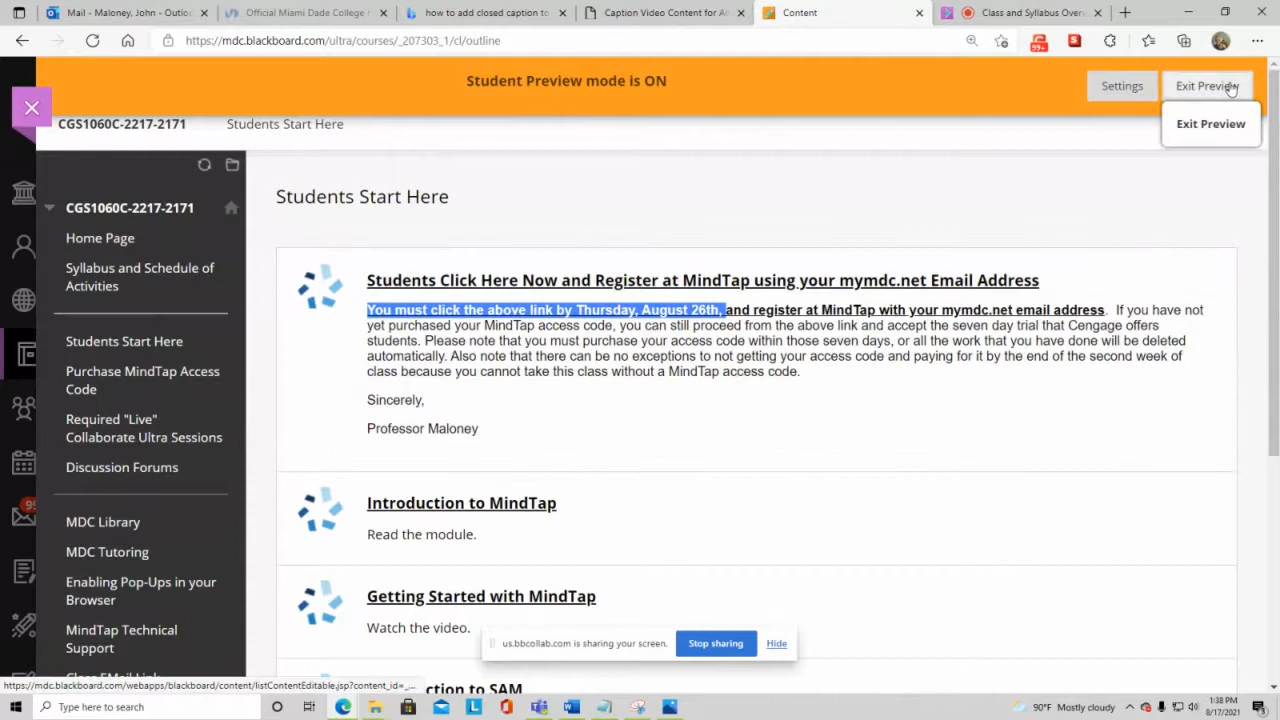 Mail - Maloney, John - Outlo
Official Miami Dade College H
how to add closed caption to
Caption Video Content for Ac
Content
Class and Syllabus Overv
https://mdc.blackboard.com/ultra/courses/_207303_1/cl/outline
99+
Student Preview mode is ON
Settings
Exit Preview
Exit Preview
CGS1060C-2217-2171
Students Start Here
CGS1060C-2217-2171
Home Page
Syllabus and Schedule of
Activities
Students Start Here
Purchase MindTap Access
Code
Required "Live"
Collaborate Ultra Sessions
Discussion Forums
MDC Library
MDC Tutoring
Enabling Pop-Ups in your
Browser
MindTap Technical
Support
Students Start Here
Students Click Here Now and Register at MindTap using your mymdc.net Email Address
You must click the above link by Thursday, August 26th, and register at MindTap with your mymdc.net email address. If you have not
yet purchased your MindTap access code, you can still proceed from the above link and accept the seven day trial that Cengage offers
students. Please note that you must purchase your access code within those seven days, or all the work that you have done will be deleted
automatically. Also note that there can be no exceptions to not getting your access code and paying for it by the end of the second week of
class because you cannot take this class without a MindTap access code.
Sincerely,
Professor Maloney
Introduction to MindTap
Read the module.
Getting Started with MindTap
Watch the video.
us.bbcollab.com is sharing your screen.
Stop sharing
Hide
ction to SAM
https://mdc.blackboard.com/webapps/blackboard/content/listContentEditable.jsp?content_id=_...
Type here to search
90°F Mostly cloudy
1:38 PM
8/17/2021